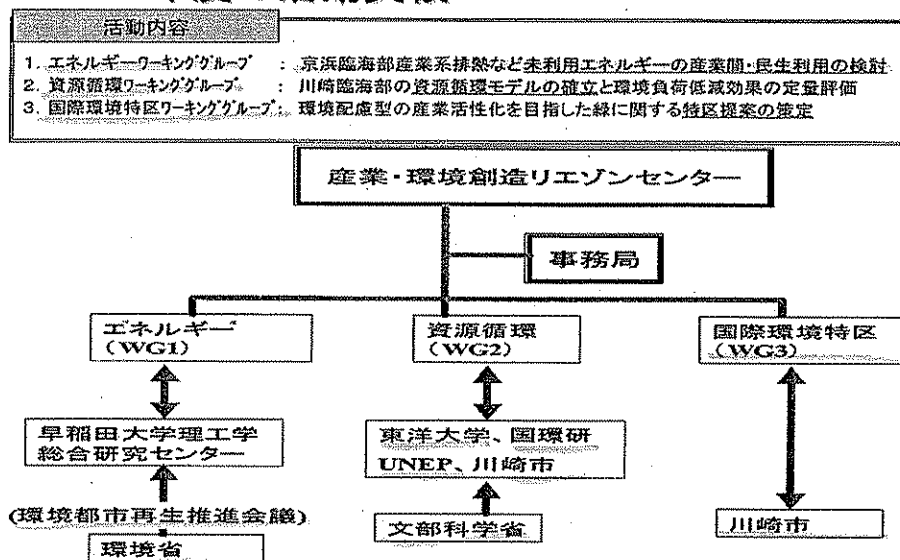 活動内容
1. エネルギーワーキンググループ : 京浜臨海部産業系排熱など未利用エネルギーの産業間・民生利用の検討
2. 資源循環ワーキンググループ : 川崎臨海部の資源循環モデルの確立と環境負荷低減効果の定量評価
3. 国際環境特区ワーキンググループ: 環境配慮型の産業活性化を目指した緑に関する特区提案の策定
産業・環境創造リエゾンセンター
事務局
エネルギー
(WG1)
資源循環
(WG2)
国際環境特区
(WG3)
早稲田大学理工学
総合研究センター
東洋大学、国環研
UNEP、川崎市
(環境都市再生推進会議)
環境省
文部科学省
川崎市